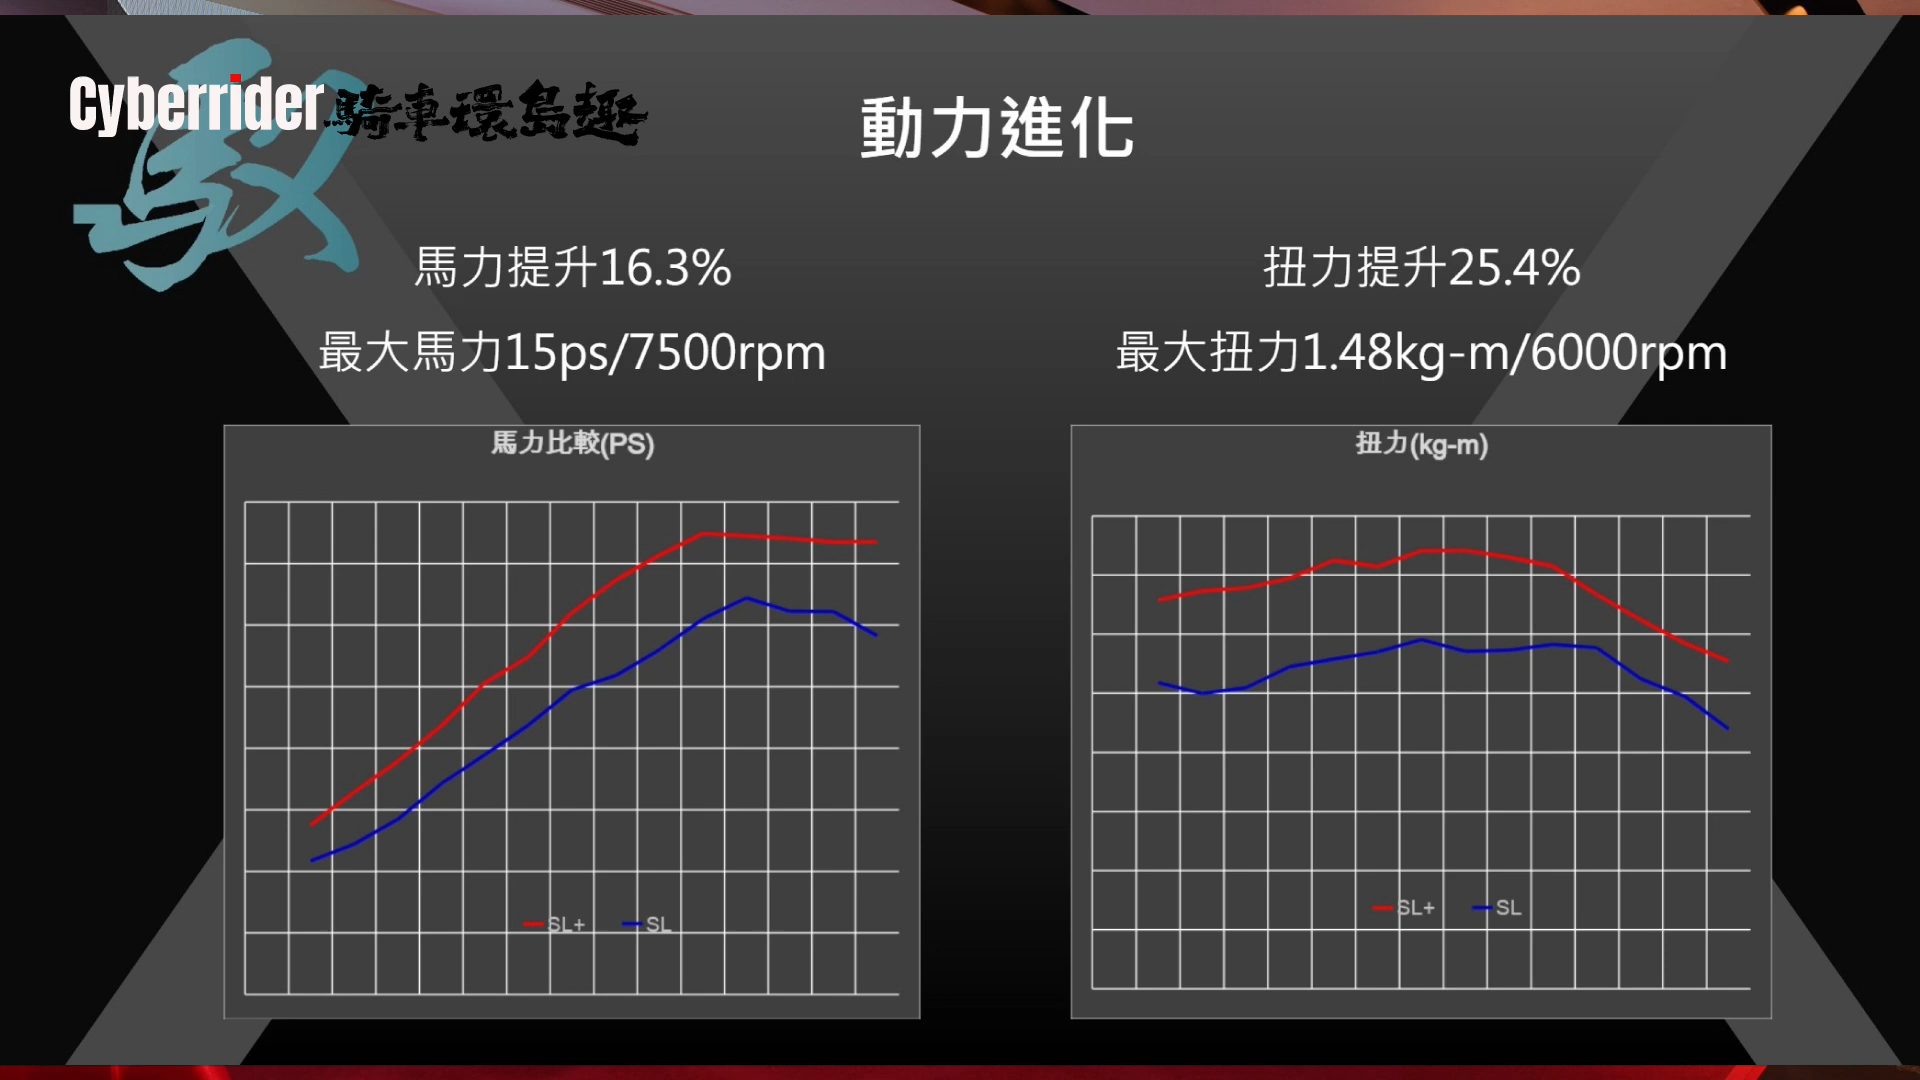 馭
Cyberrider騎車環島趣
動力進化
馬力提升16.3%
最大馬力15ps/7500rpm
馬力比較(PS)
SL+ SL
扭力提升25.4%
最大扭力1.48kg-m/6000rpm
扭力(kg-m)
SL+ SL